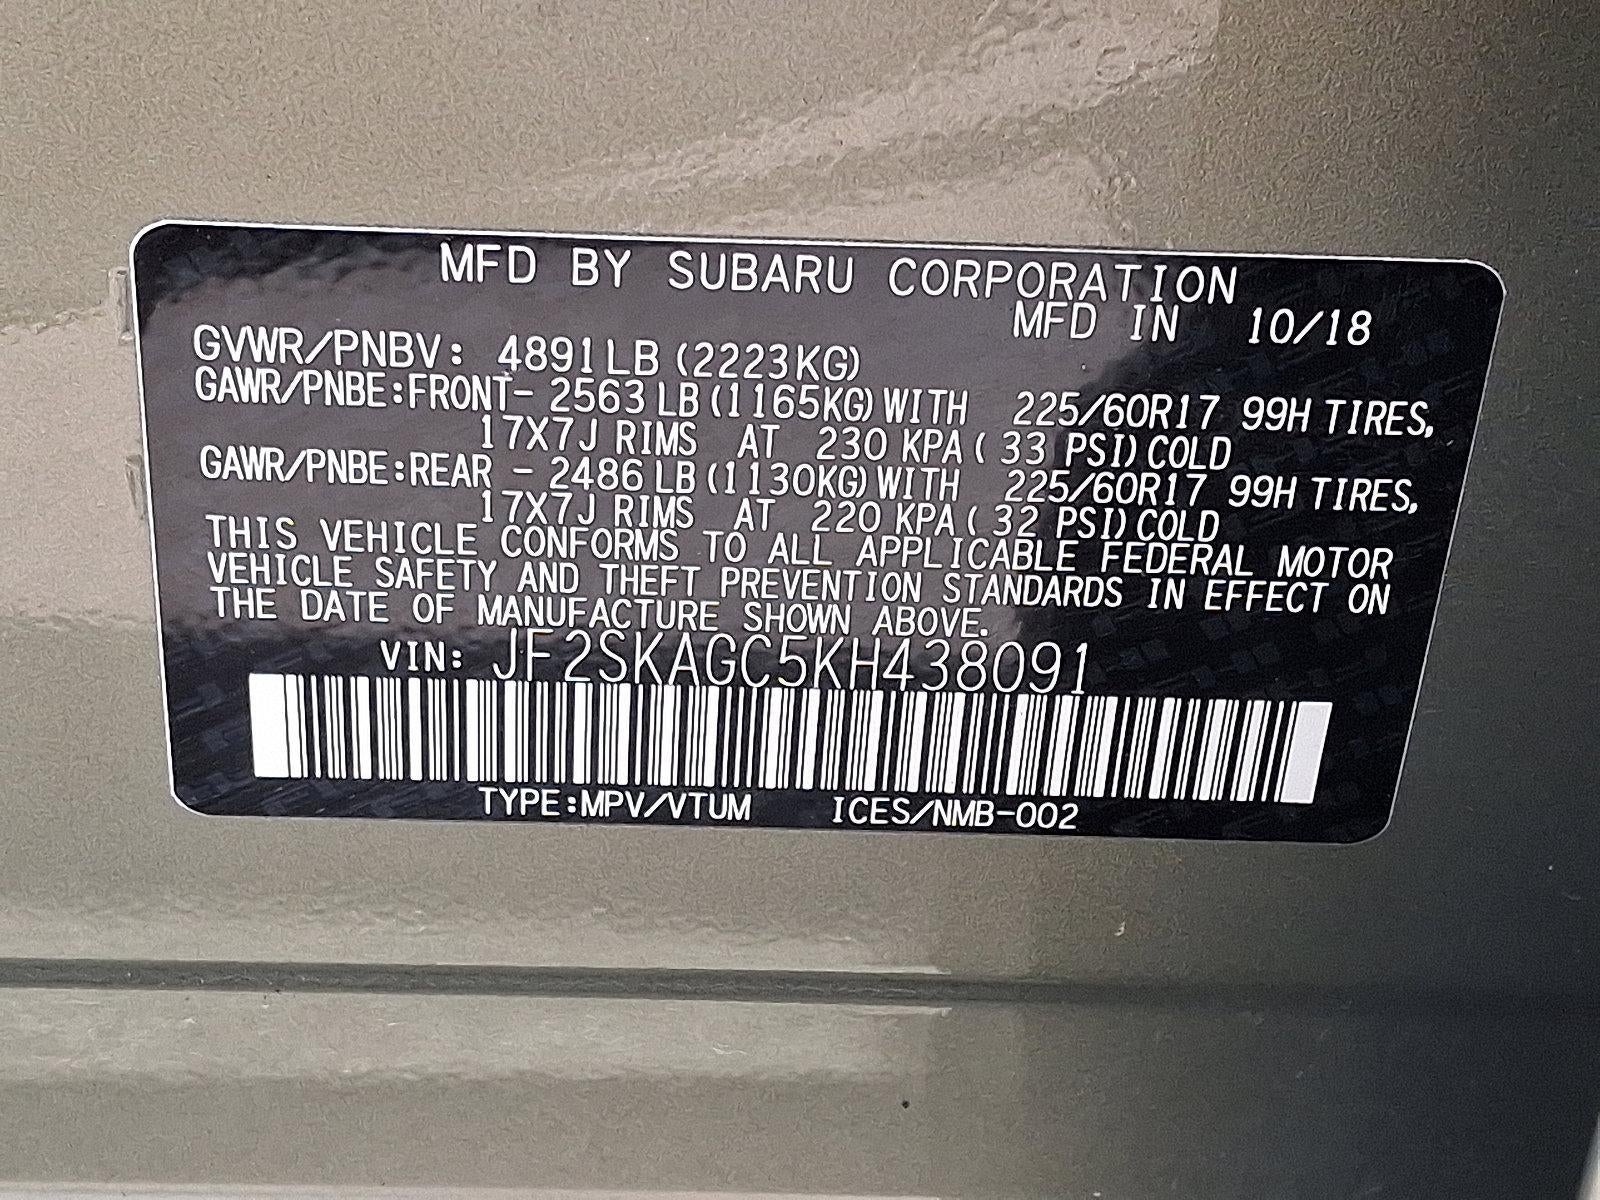 MFD BY SUBARU CORPORATION
MFD IN 10/18
GVWR/PNBV: 4891LB (2223KG)
GAWR/PNBE:FRONT- 2563 LB (1165KG) WITH 225/60R17 99H TIRES,
17X7J RIMS AT 230 KPA ( 33 PSI) COLD
GAWR/PNBE:REAR - 2486 LB (1130KG) WITH 225/60R17 99H TIRES,
17X7J RIMS AT 220 KPA ( 32 PSI) COLD
THIS VEHICLE CONFORMS TO ALL APPLICABLE FEDERAL MOTOR
VEHICLE SAFETY AND THEFT PREVENTION STANDARDS IN EFFECT ON
THE DATE OF MANUFACTURE SHOWN ABOVE.
VIN: JF2SKAGC5KH438091
TYPE:MPV/VTUM ICES/NMB-002